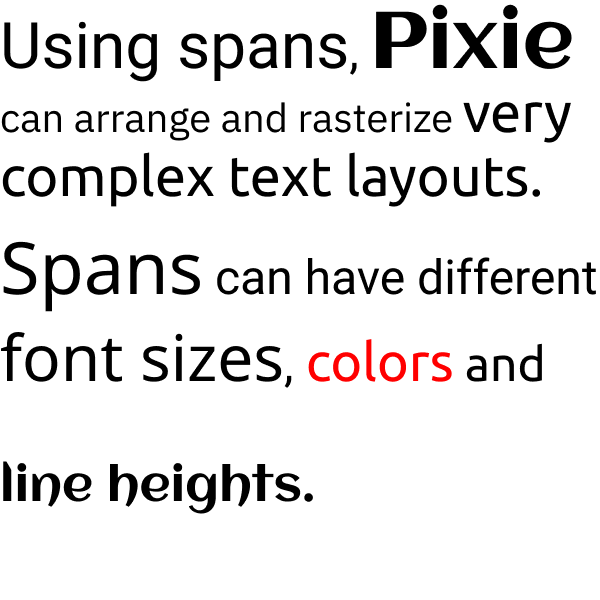 Using spans, Pixie
can arrange and rasterize very
complex text layouts.
Spans can have different
font sizes, colors and
line heights.